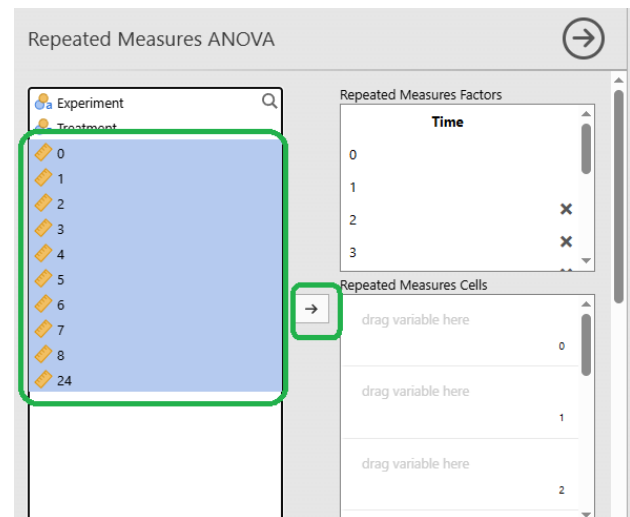 Repeated Measures ANOVA
Experiment
Treatment
0
1
2
3
4
5
6
7
8
24
Repeated Measures Factors
Time
0
1
2
3
Repeated Measures Cells
drag variable here
0
drag variable here
1
drag variable here
2